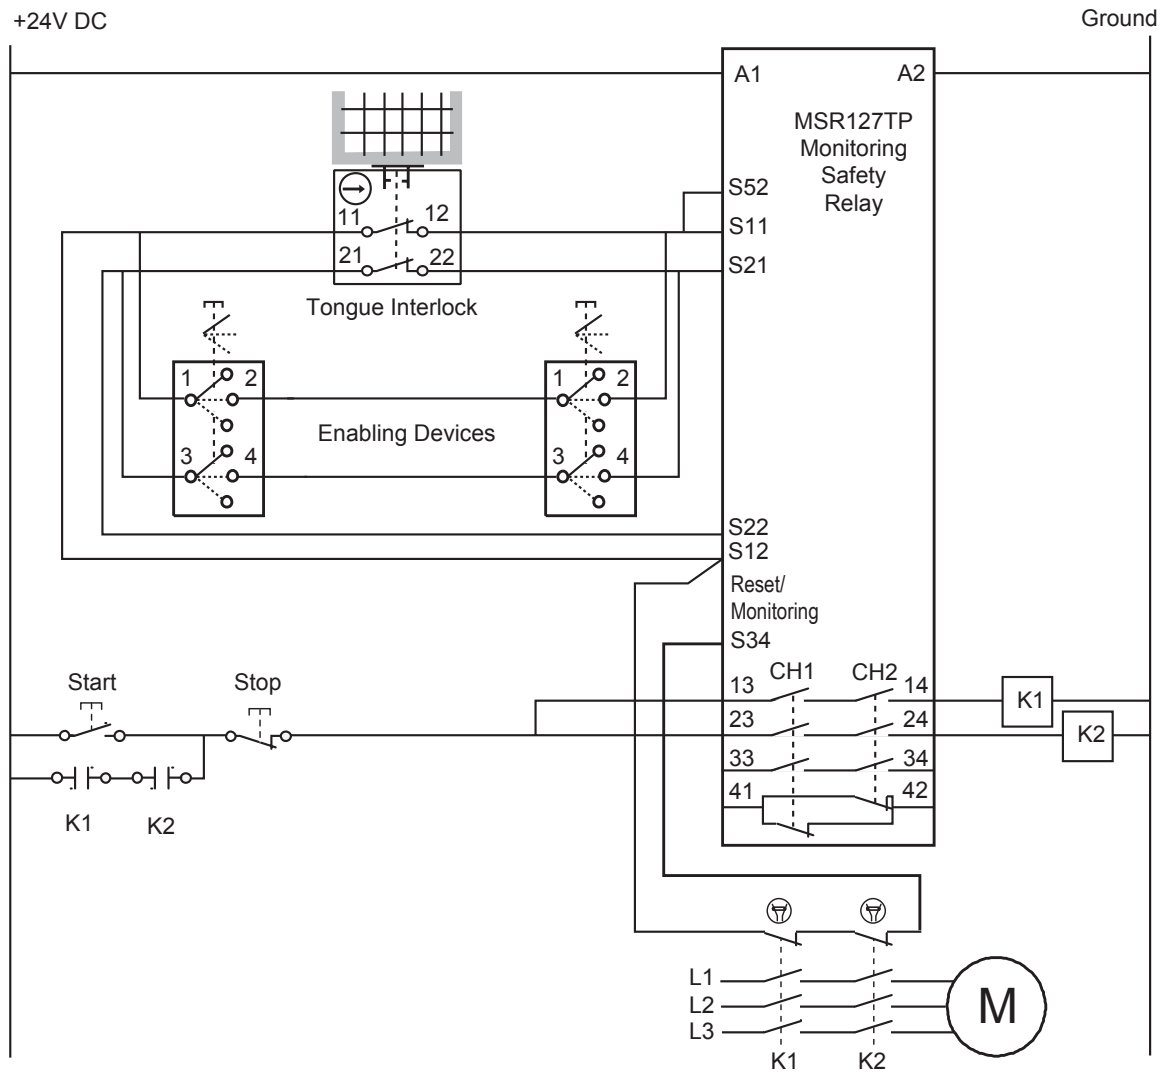 +24V DC
Ground
A1
A2
MSR127TP
Monitoring
Safety
Relay
S52
S11
S21
11
12
21
22
Tongue Interlock
1
2
3
4
Enabling Devices
1
2
3
4
S22
S12
Reset/
Monitoring
S34
Start
Stop
CH1
CH2
13
14
23
24
33
34
41
42
K1
K2
K1
K2
L1
L2
L3
M
K1
K2